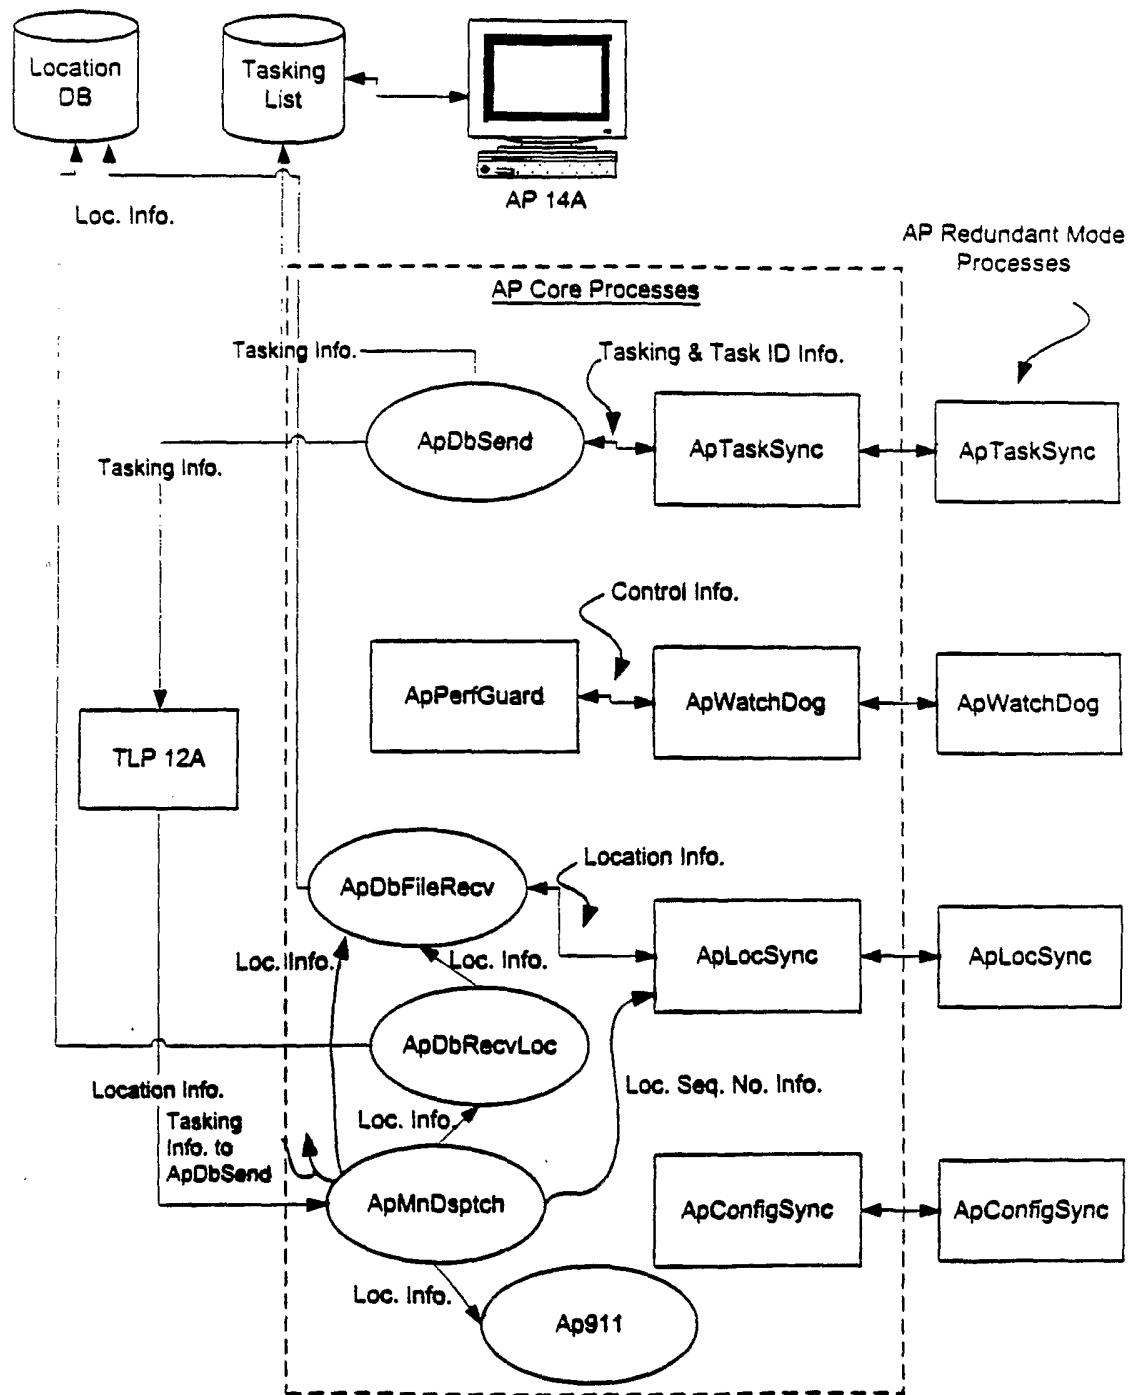 Location
DB
Tasking
List
AP 14A
Loc. Info.
AP Redundant Mode
Processes
AP Core Processes
Tasking Info.
Tasking & Task ID Info.
ApDbSend
ApTaskSync
ApTaskSync
Tasking Info.
Control Info.
ApPerfGuard
ApWatchDog
ApWatchDog
TLP 12A
Location Info.
ApDbFileRecv
Loc. Info.
Loc. Info.
ApLocSync
ApLocSync
ApDbRecvLoc
Location Info.
Loc. Seq. No. Info.
Tasking
Info. to
ApDbSend
Loc. Info.
ApMnDsptch
ApConfigSync
ApConfigSync
Loc. Info.
Ap911